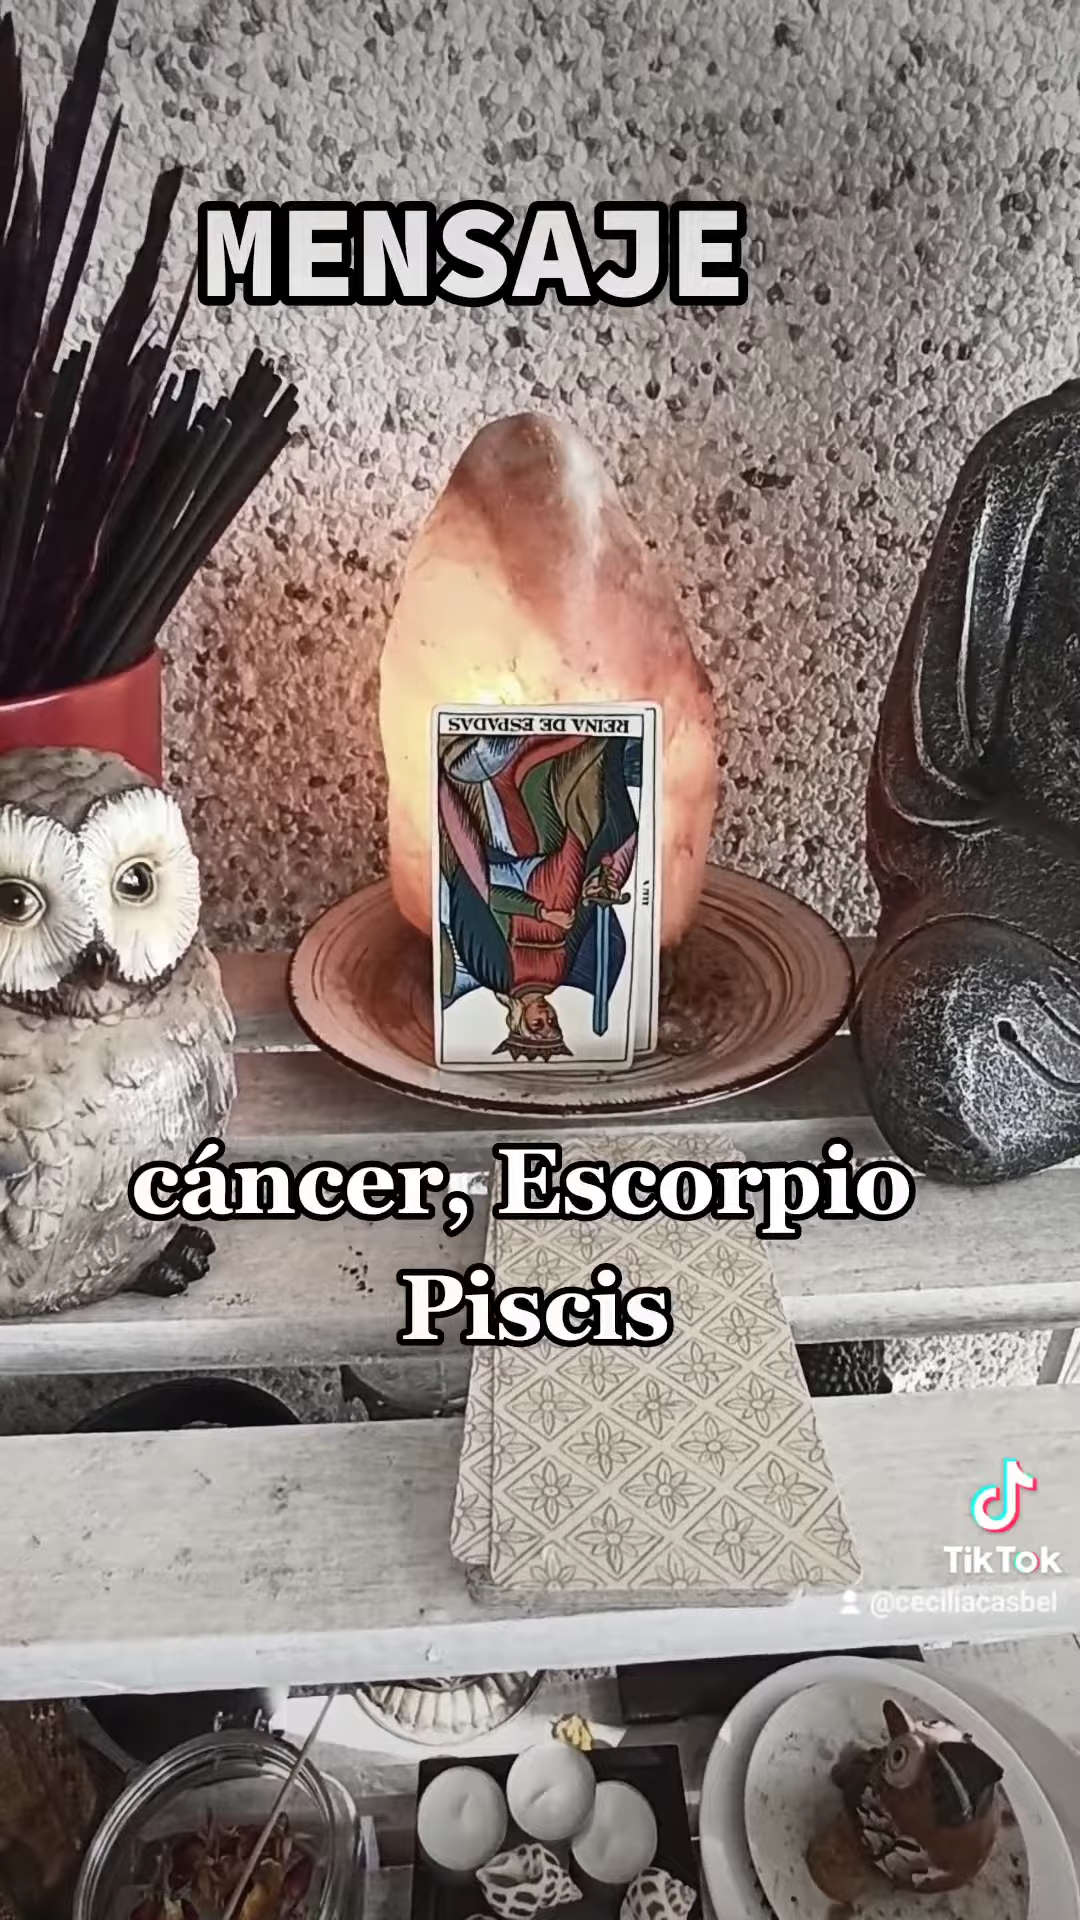 MENSAJE
REINA DE ESPADAS
cáncer, Escorpio
Piscis
TikTok
@ceciliacasbel